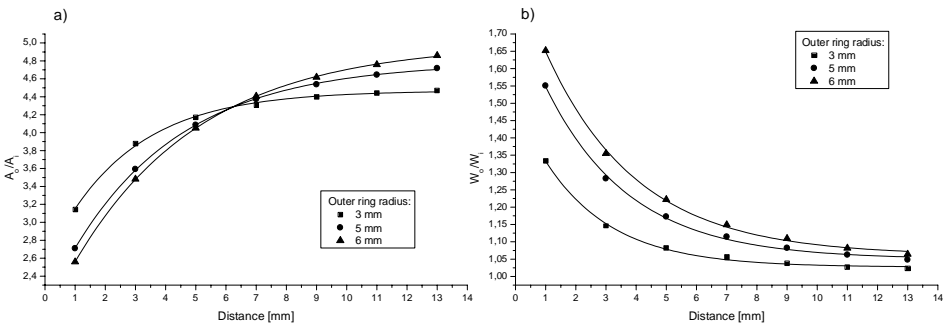 a)
5,0
4,8
4,6
4,4
4,2
4,0
3,8
3,6
3,4
3,2
3,0
2,8
2,6
2,4
Aₒ/Aᵢ
Outer ring radius:
3 mm
5 mm
6 mm
0 1 2 3 4 5 6 7 8 9 10 11 12 13 14
Distance [mm]
b)
1,70
1,65
1,60
1,55
1,50
1,45
1,40
1,35
1,30
1,25
1,20
1,15
1,10
1,05
1,00
Wₒ/Wᵢ
Outer ring radius:
3 mm
5 mm
6 mm
0 1 2 3 4 5 6 7 8 9 10 11 12 13 14
Distance [mm]